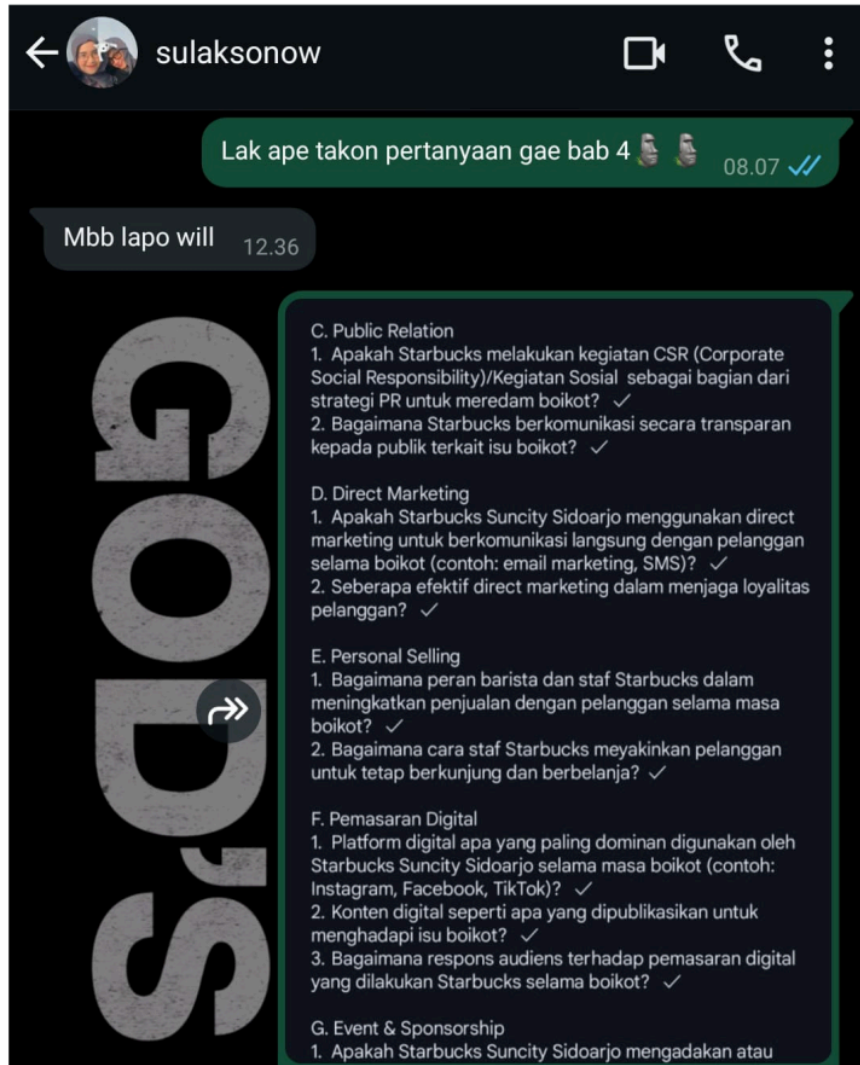 sulaksonow
Lak ape takon pertanyaan gae bab 4🗿🗿 08.07
Mbb lapo will 12.36
GOD'S
C. Public Relation
1. Apakah Starbucks melakukan kegiatan CSR (Corporate
Social Responsibility)/Kegiatan Sosial sebagai bagian dari
strategi PR untuk meredam boikot? ✓
2. Bagaimana Starbucks berkomunikasi secara transparan
kepada publik terkait isu boikot? ✓
D. Direct Marketing
1. Apakah Starbucks Suncity Sidoarjo menggunakan direct
marketing untuk berkomunikasi langsung dengan pelanggan
selama boikot (contoh: email marketing, SMS)? ✓
2. Seberapa efektif direct marketing dalam menjaga loyalitas
pelanggan? ✓
E. Personal Selling
1. Bagaimana peran barista dan staf Starbucks dalam
meningkatkan penjualan dengan pelanggan selama masa
boikot? ✓
2. Bagaimana cara staf Starbucks meyakinkan pelanggan
untuk tetap berkunjung dan berbelanja? ✓
F. Pemasaran Digital
1. Platform digital apa yang paling dominan digunakan oleh
Starbucks Suncity Sidoarjo selama masa boikot (contoh:
Instagram, Facebook, TikTok)? ✓
2. Konten digital seperti apa yang dipublikasikan untuk
menghadapi isu boikot? ✓
3. Bagaimana respons audiens terhadap pemasaran digital
yang dilakukan Starbucks selama boikot? ✓
G. Event & Sponsorship
1. Apakah Starbucks Suncity Sidoarjo mengadakan atau